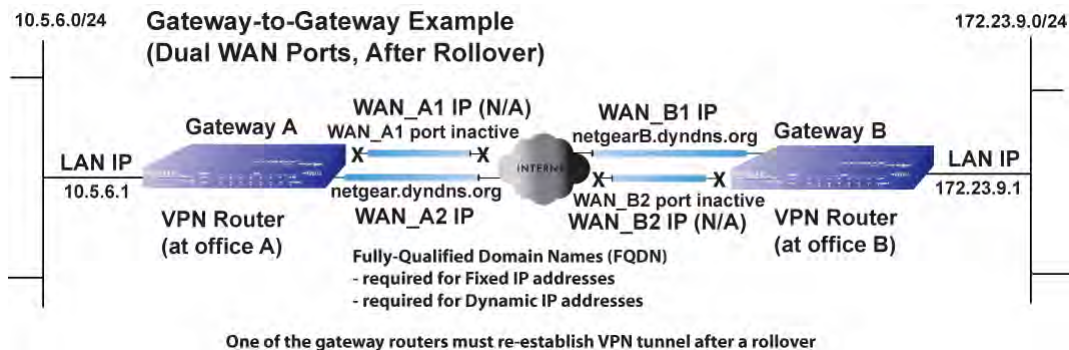 10.5.6.0/24
Gateway-to-Gateway Example
(Dual WAN Ports, After Rollover)
172.23.9.0/24
WAN_A1 IP (N/A)
WAN_A1 port inactive
WAN_B1 IP
netgearB.dyndns.org
Gateway A
Gateway B
X X
INTERN
LAN IP
10.5.6.1
LAN IP
172.23.9.1
netgear.dyndns.org
WAN_A2 IP
X X
WAN_B2 port inactive
WAN_B2 IP (N/A)
VPN Router
(at office A)
VPN Router
(at office B)
Fully-Qualified Domain Names (FQDN)
- required for Fixed IP addresses
- required for Dynamic IP addresses
One of the gateway routers must re-establish VPN tunnel after a rollover